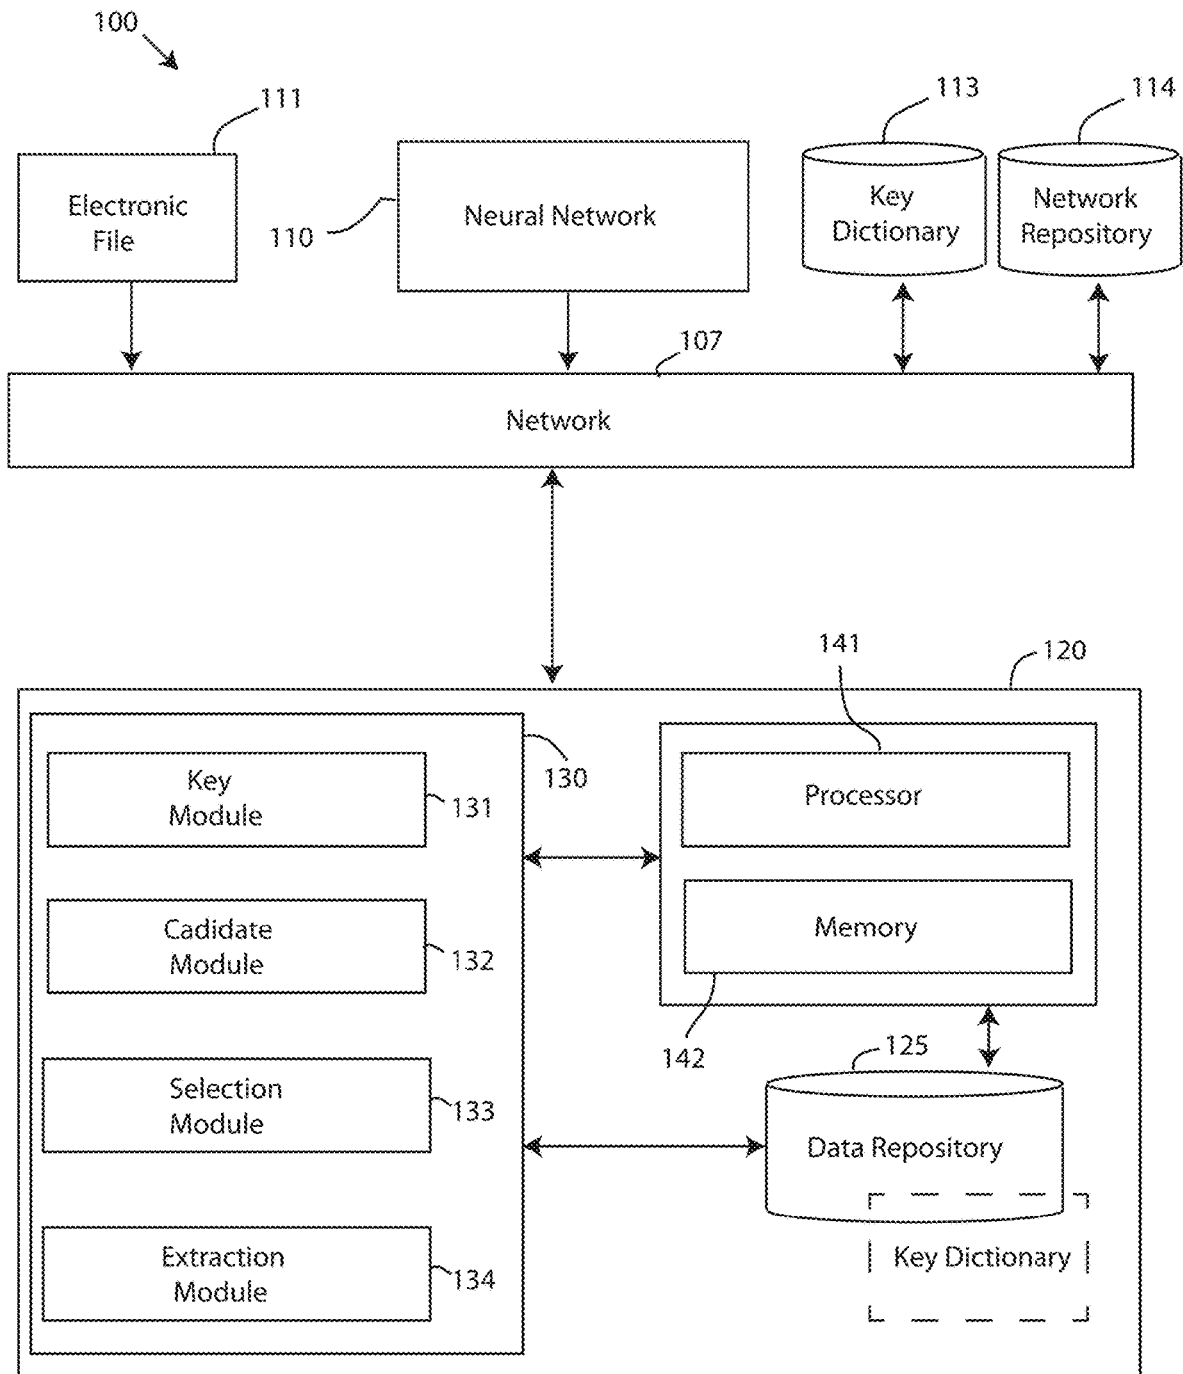 100
111
113
114
Electronic
File
110
Neural Network
Key
Dictionary
Network
Repository
107
Network
120
141
130
Key
Module
131
Processor
Cadidate
Module
132
Memory
142
125
Selection
Module
133
Data Repository
Extraction
Module
134
Key Dictionary